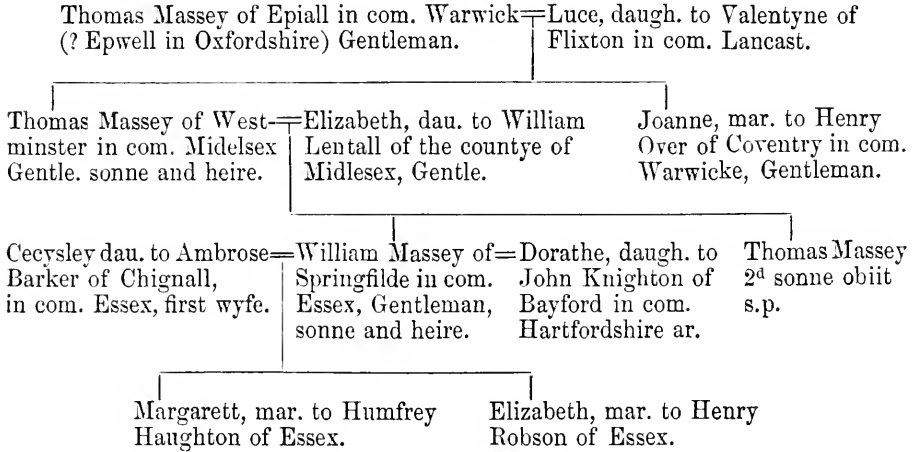 Thomas Massey of Epiall in com. Warwick=Luce, daugh. to Valentyne of
(? Epwell in Oxfordshire) Gentleman. Flixton in com. Lancast.
Thomas Massey of West-=Elizabeth, dau. to William Joanne, mar. to Henry
minster in com. Midelsex Lentall of the countye of Over of Coventry in com.
Gentle. sonne and heire. Midlesex, Gentle. Warwicke, Gentleman.
Cecysley dau. to Ambrose=William Massey of=Dorathe, daugh. to Thomas Massey
Barker of Chignall, Springfilde in com. John Knighton of 2d sonne obiit
in com. Essex, first wyfe. Essex, Gentleman, Bayford in com. s.p.
sonne and heire. Hartfordshire ar.
Margarett, mar. to Humfrey Elizabeth, mar. to Henry
Haughton of Essex. Robson of Essex.